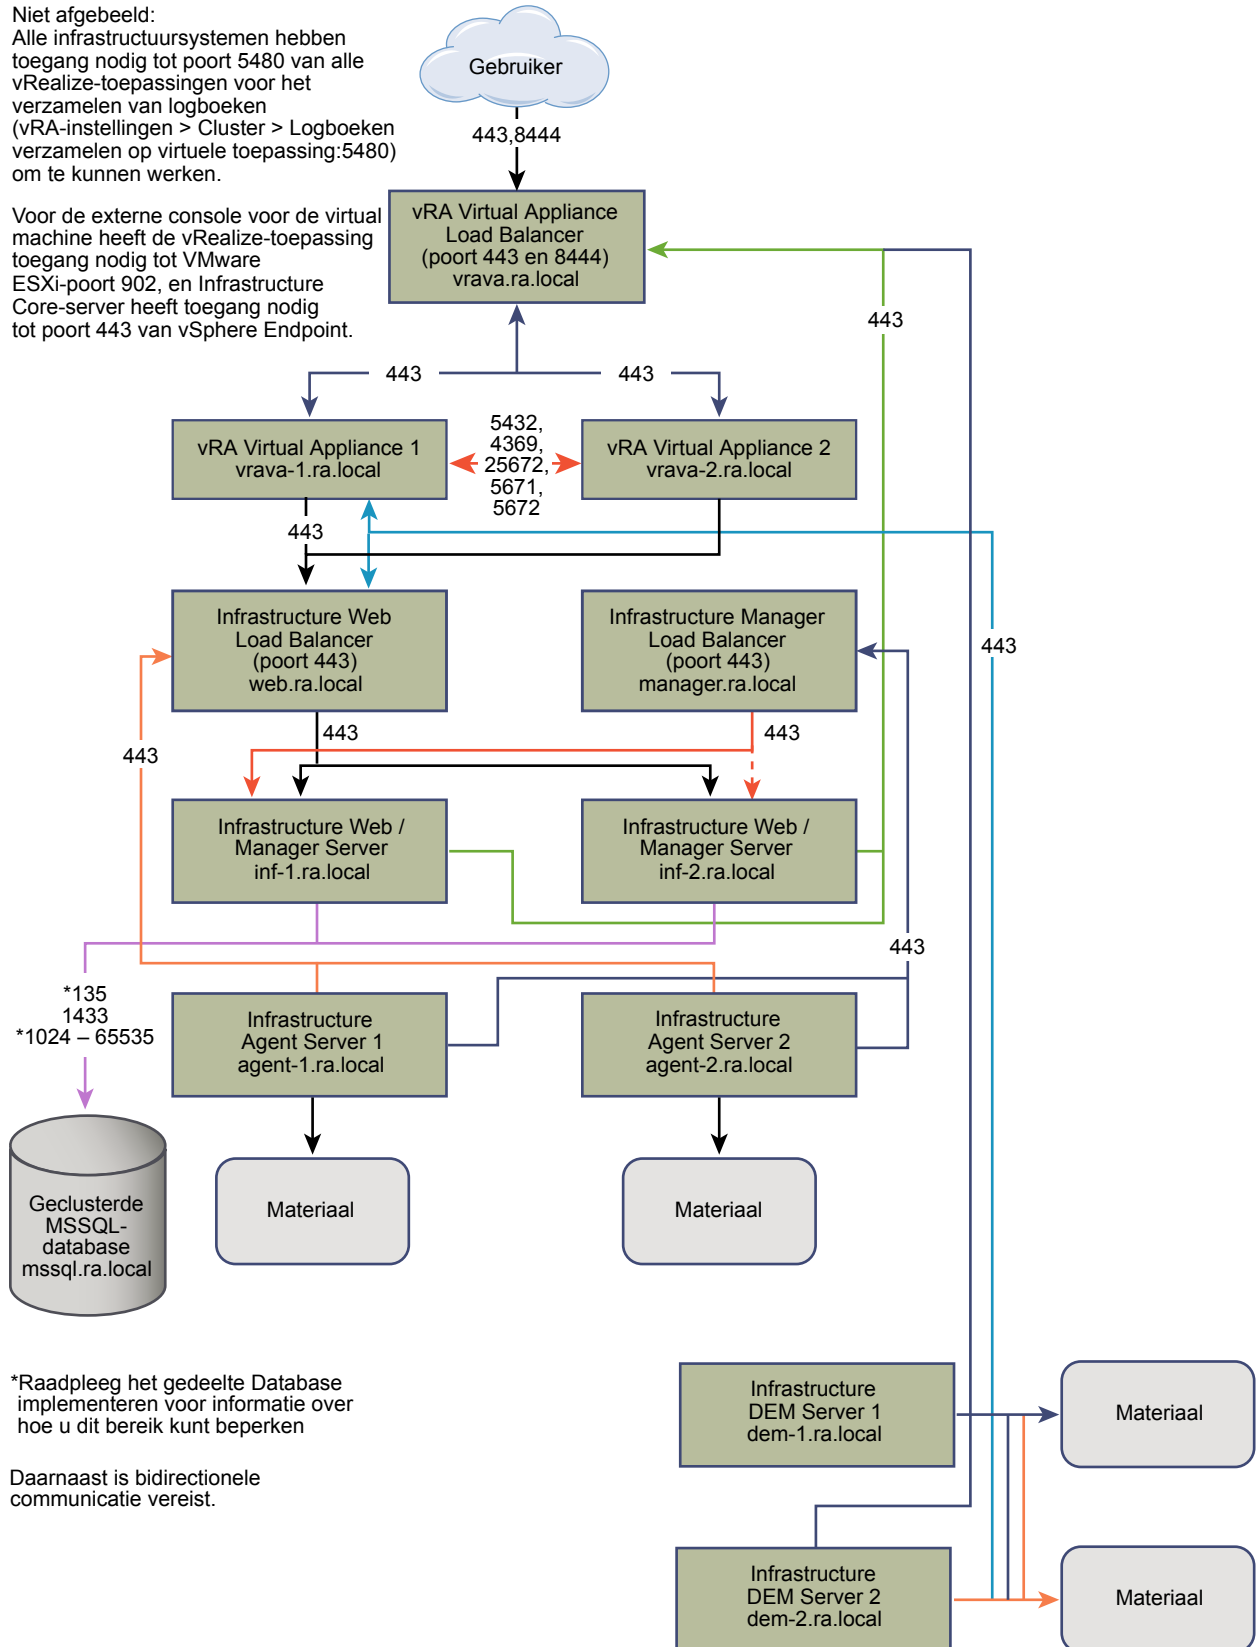 Niet afgebeeld:
Alle infrastructuursystemen hebben
toegang nodig tot poort 5480 van alle
vRealize-toepassingen voor het
verzamelen van logboeken
(vRA-instellingen > Cluster > Logboeken
verzamelen op virtuele toepassing:5480)
om te kunnen werken.
Voor de externe console voor de virtual
machine heeft de vRealize-toepassing
toegang nodig tot VMware
ESXi-poort 902, en Infrastructure
Core-server heeft toegang nodig
tot poort 443 van vSphere Endpoint.
Gebruiker
443,8444
vRA Virtual Appliance
Load Balancer
(poort 443 en 8444)
vrava.ra.local
443
443
443
vRA Virtual Appliance 1
vrava-1.ra.local
5432,
4369,
25672,
5671,
5672
vRA Virtual Appliance 2
vrava-2.ra.local
443
Infrastructure Web
Load Balancer
(poort 443)
web.ra.local
Infrastructure Manager
Load Balancer
(poort 443)
manager.ra.local
443
443
443
443
Infrastructure Web /
Manager Server
inf-1.ra.local
Infrastructure Web /
Manager Server
inf-2.ra.local
443
*135
1433
*1024 – 65535
Infrastructure
Agent Server 1
agent-1.ra.local
Infrastructure
Agent Server 2
agent-2.ra.local
Geclusterde
MSSQL-
database
mssql.ra.local
Materiaal
Materiaal
*Raadpleeg het gedeelte Database
implementeren voor informatie over
hoe u dit bereik kunt beperken
Daarnaast is bidirectionele
communicatie vereist.
Infrastructure
DEM Server 1
dem-1.ra.local
Materiaal
Infrastructure
DEM Server 2
dem-2.ra.local
Materiaal